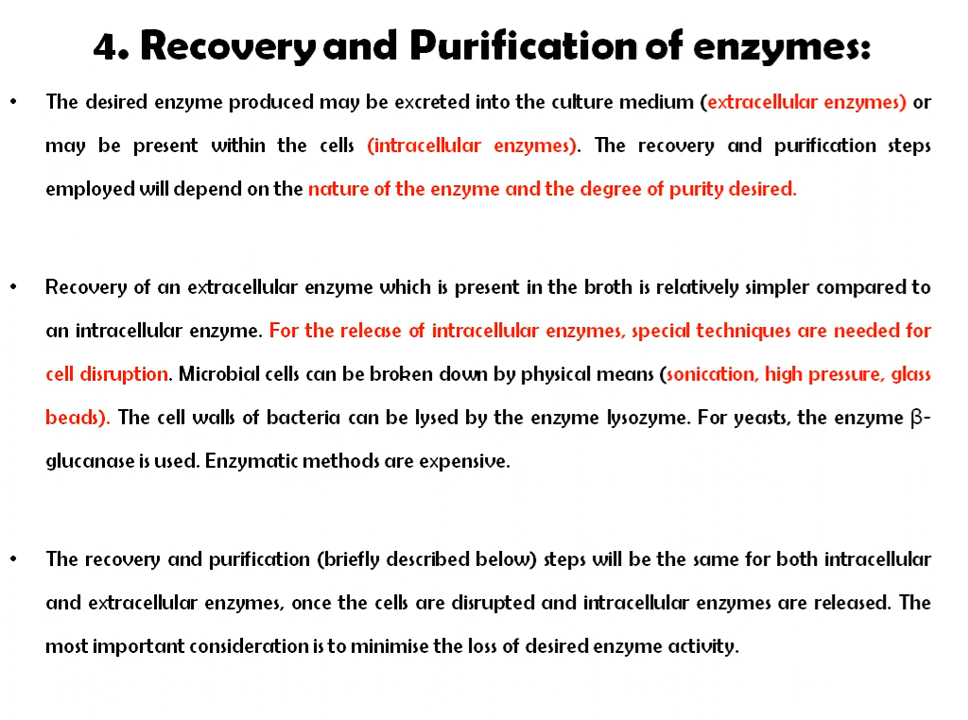 4. Recovery and Purification of enzymes:
• The desired enzyme produced may be excreted into the culture medium (extracellular enzymes) or
may be present within the cells (intracellular enzymes). The recovery and purification steps
employed will depend on the nature of the enzyme and the degree of purity desired.
• Recovery of an extracellular enzyme which is present in the broth is relatively simpler compared to
an intracellular enzyme. For the release of intracellular enzymes, special techniques are needed for
cell disruption. Microbial cells can be broken down by physical means (sonication, high pressure, glass
beads). The cell walls of bacteria can be lysed by the enzyme lysozyme. For yeasts, the enzyme β-
glucanase is used. Enzymatic methods are expensive.
• The recovery and purification (briefly described below) steps will be the same for both intracellular
and extracellular enzymes, once the cells are disrupted and intracellular enzymes are released. The
most important consideration is to minimise the loss of desired enzyme activity.